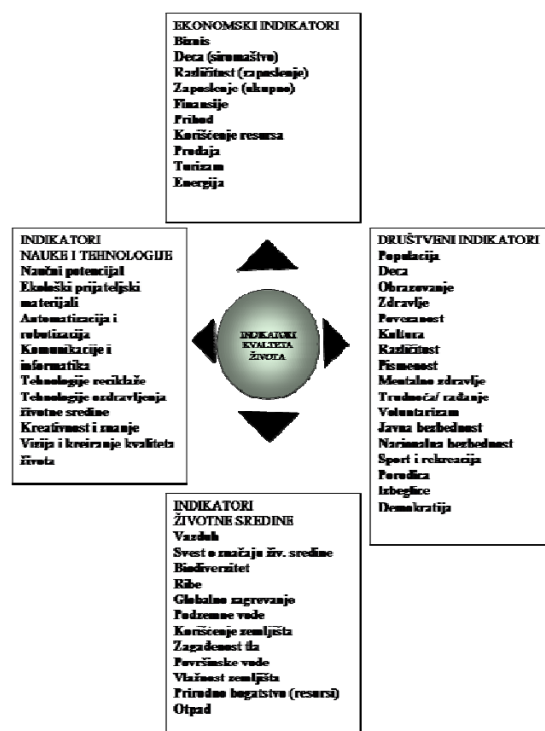 EKONOMSKI INDIKATORI
Biznis
Deca (siromaštvo)
Različitost (zaposlenje)
Zaposlenje (ukupno)
Finansije
Prihod
Korišćenje resursa
Prodaja
Turizam
Energija
INDIKATORI
NAUKE I TEHNOLOGIJE
Naučni potencijal
Ekološki prijateljski
materijali
Automatizacija i
robotizacija
Komunikacije i
informatika
Tehnologije reciklaže
Tehnologije ozdravljenja
životne sredine
Kreativnost i znanje
Vizija i kreiranje kvaliteta
života
INDIKATORI
KVALTETA
ŽIVOTA
DRUŠTVENI INDIKATORI
Populacija
Deca
Obrazovanje
Zdravlje
Povezanost
Kultura
Različitost
Pismenost
Mentalno zdravlje
Trudnoća/ rađanje
Voluntarizam
Javna bezbednost
Nacionalna bezbednost
Sport i rekreacija
Porodica
Izbeglice
Demokratija
INDIKATORI
ŽIVOTNE SREDINE
Vazduh
Svest o značaju živ. sredine
Biodiverzitet
Ribe
Globalno zagrevanje
Podzemne vode
Korišćenje zemljišta
Zagađenost tla
Površinske vode
Vlažnost zemljišta
Prirodno bogatstvo (resursi)
Otpad